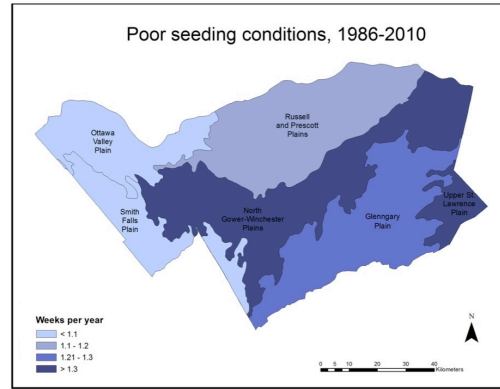 Poor seeding conditions, 1986-2010
Russell
and Prescott
Plains
Ottawa
Valley
Plain
Smith
Falls
Plain
North
Gower-Winchester
Plains
Glenngary
Plain
Upper St
Lawrence
Plain
Weeks per year
< 1.1
1.1 - 1.2
1.21 - 1.3
> 1.3
N
0 5 10 20 30 40
Kilometers